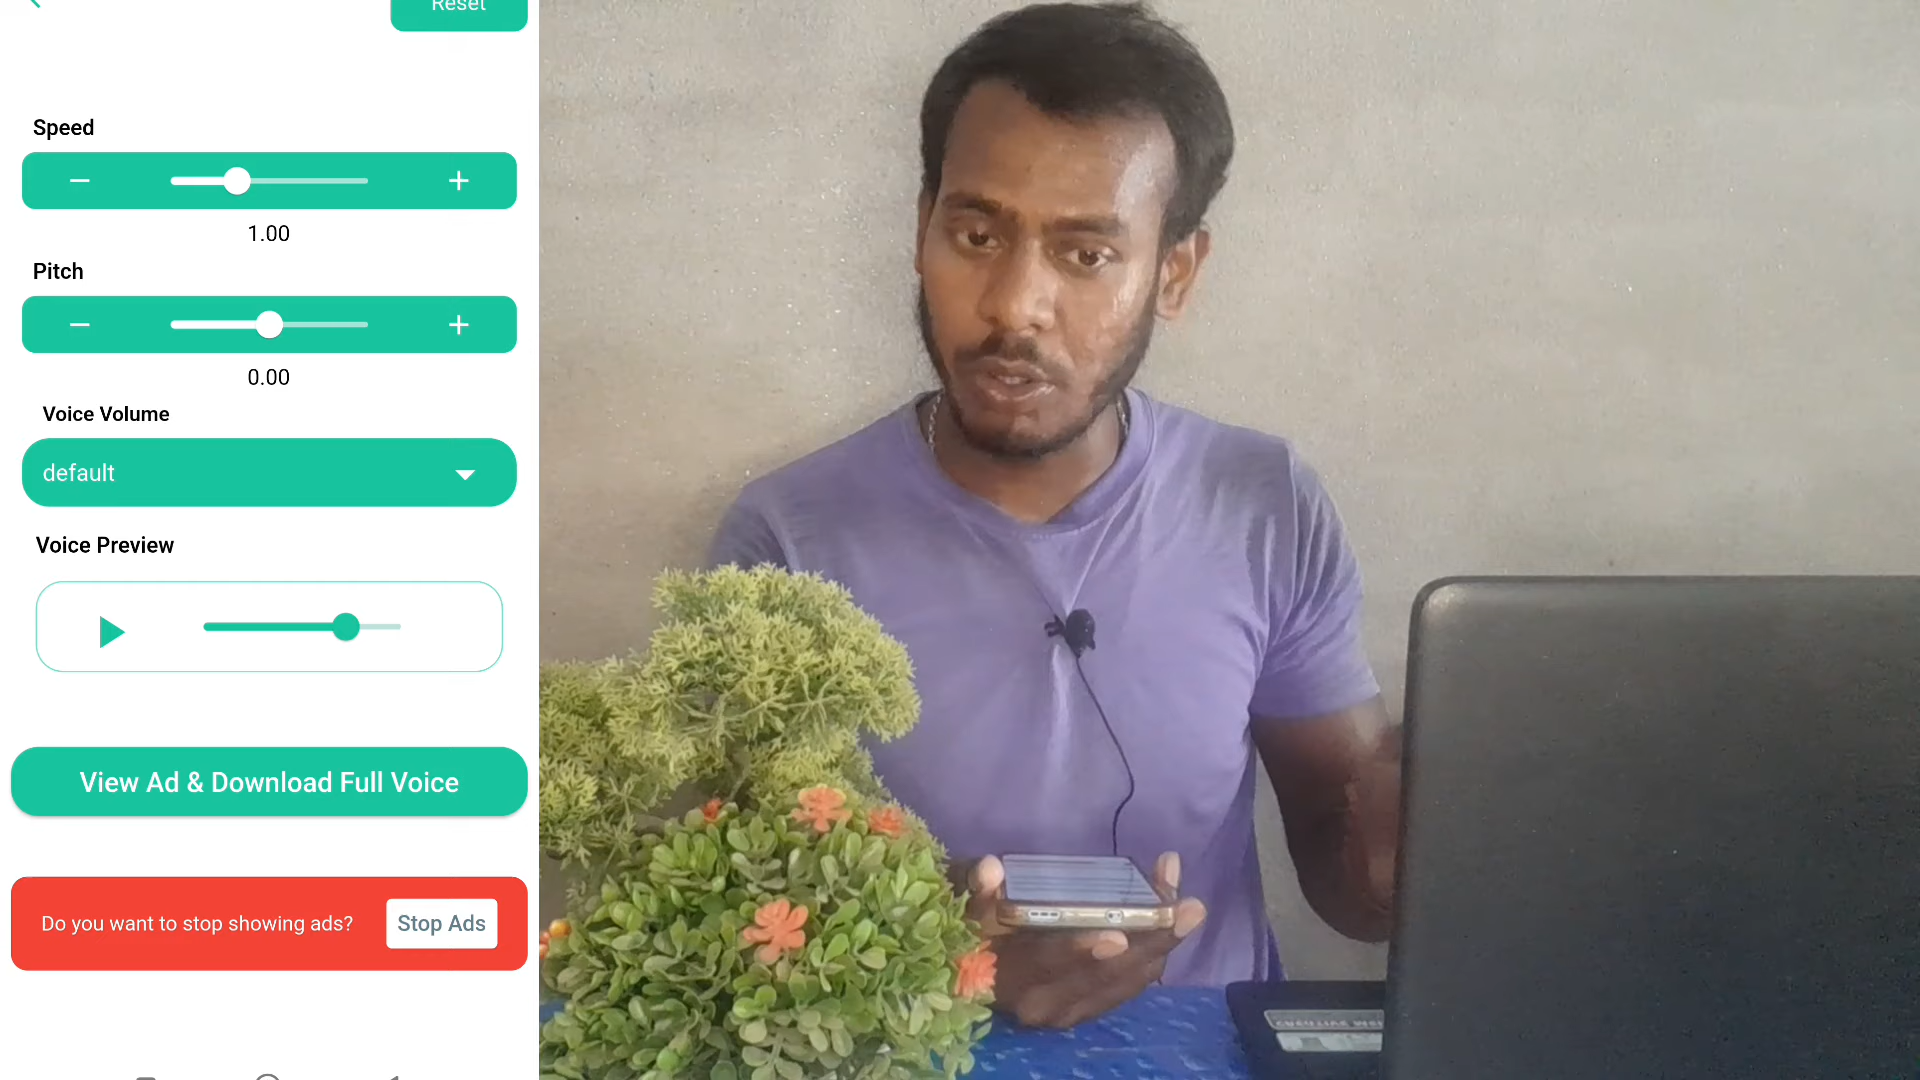 Reset
Speed
1.00
Pitch
0.00
Voice Volume
default
Voice Preview
View Ad & Download Full Voice
Do you want to stop showing ads?
Stop Ads